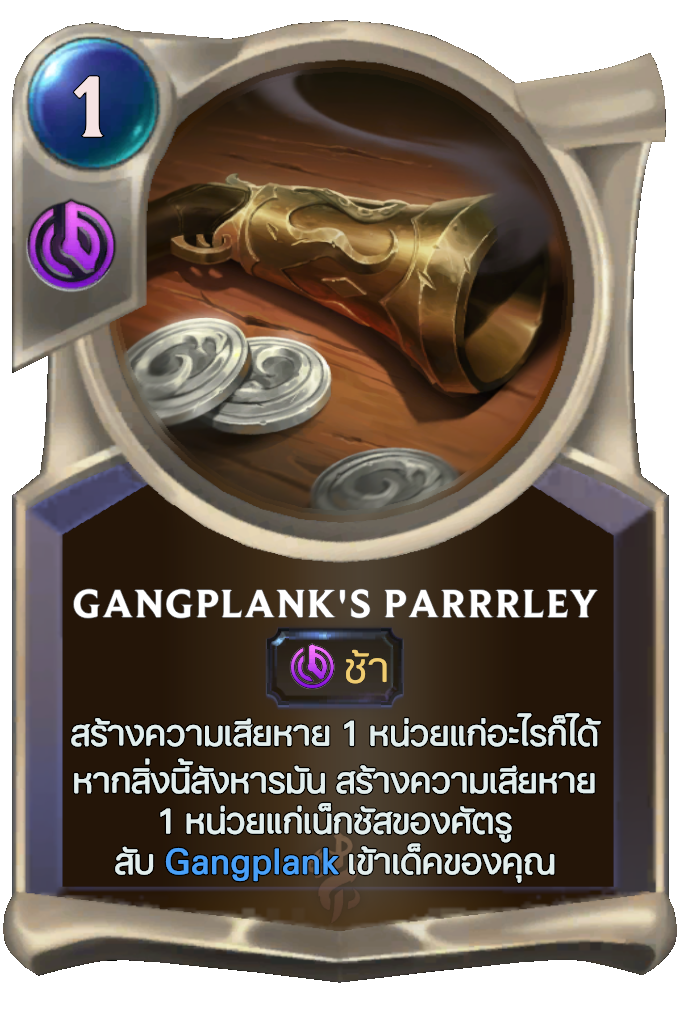 1
GANGPLANK'S PARRRLEY
ช้า
สร้างความเสียหาย 1 หน่วยแก่อะไรก็ได้
หากสิ่งนี้สังหารมัน สร้างความเสียหาย
1 หน่วยแก่เน็กซัสของศัตรู
สับ Gangplank เข้าเด็คของคุณ